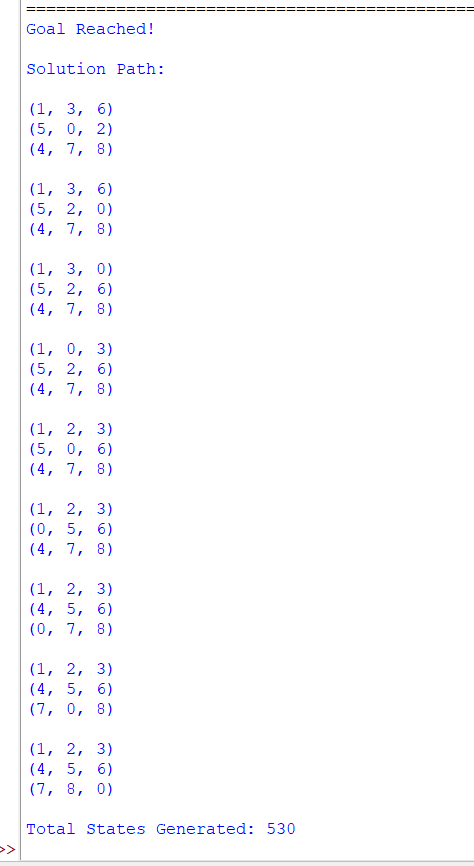 ==============================================
Goal Reached!
Solution Path:
(1, 3, 6)
(5, 0, 2)
(4, 7, 8)
(1, 3, 6)
(5, 2, 0)
(4, 7, 8)
(1, 3, 0)
(5, 2, 6)
(4, 7, 8)
(1, 0, 3)
(5, 2, 6)
(4, 7, 8)
(1, 2, 3)
(5, 0, 6)
(4, 7, 8)
(1, 2, 3)
(0, 5, 6)
(4, 7, 8)
(1, 2, 3)
(4, 5, 6)
(0, 7, 8)
(1, 2, 3)
(4, 5, 6)
(7, 0, 8)
(1, 2, 3)
(4, 5, 6)
(7, 8, 0)
Total States Generated: 530
>>